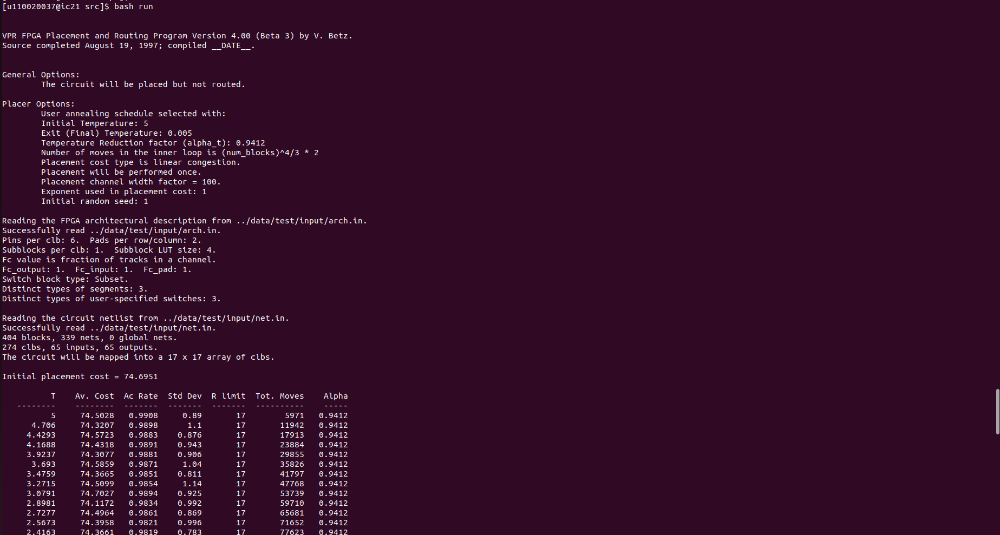 [u110020037@ic21 src]$ bash run
VPR FPGA Placement and Routing Program Version 4.00 (Beta 3) by V. Betz.
Source completed August 19, 1997; compiled __DATE__.
General Options:
The circuit will be placed but not routed.
Placer Options:
User annealing schedule selected with:
Initial Temperature: 5
Exit (Final) Temperature: 0.005
Temperature Reduction factor (alpha_t): 0.9412
Number of moves in the inner loop is (num_blocks)^4/3 * 2
Placement cost type is linear congestion.
Placement will be performed once.
Placement channel width factor = 100.
Exponent used in placement cost: 1
Initial random seed: 1
Reading the FPGA architectural description from ../data/test/input/arch.in.
Successfully read ../data/test/input/arch.in.
Pins per clb: 6.  Pads per row/column: 2.
Subblocks per clb: 1.  Subblock LUT size: 4.
Fc value is fraction of tracks in a channel.
Fc_output: 1.  Fc_input: 1.  Fc_pad: 1.
Switch block type: Subset.
Distinct types of segments: 3.
Distinct types of user-specified switches: 3.
Reading the circuit netlist from ../data/test/input/net.in.
Successfully read ../data/test/input/net.in.
404 blocks, 339 nets, 0 global nets.
274 clbs, 65 inputs, 65 outputs.
The circuit will be mapped into a 17 x 17 array of clbs.
Initial placement cost = 74.6951
T Av. Cost Ac Rate Std Dev R limit Tot. Moves Alpha
-------- -------- ------- ------- ------- ---------- -----
5 74.5028 0.9908 0.89 17 5971 0.9412
4.706 74.3207 0.9898 1.1 17 11942 0.9412
4.4293 74.5723 0.9883 0.876 17 17913 0.9412
4.1688 74.4318 0.9891 0.943 17 23884 0.9412
3.9237 74.3077 0.9881 0.906 17 29855 0.9412
3.693 74.5859 0.9871 1.04 17 35826 0.9412
3.4759 74.3665 0.9851 0.811 17 41797 0.9412
3.2715 74.5099 0.9854 1.14 17 47768 0.9412
3.0791 74.7027 0.9894 0.925 17 53739 0.9412
2.8981 74.1172 0.9834 0.992 17 59710 0.9412
2.7277 74.4964 0.9861 0.869 17 65681 0.9412
2.5673 74.3958 0.9821 0.996 17 71652 0.9412
2.4163 74.3661 0.9819 0.783 17 77623 0.9412